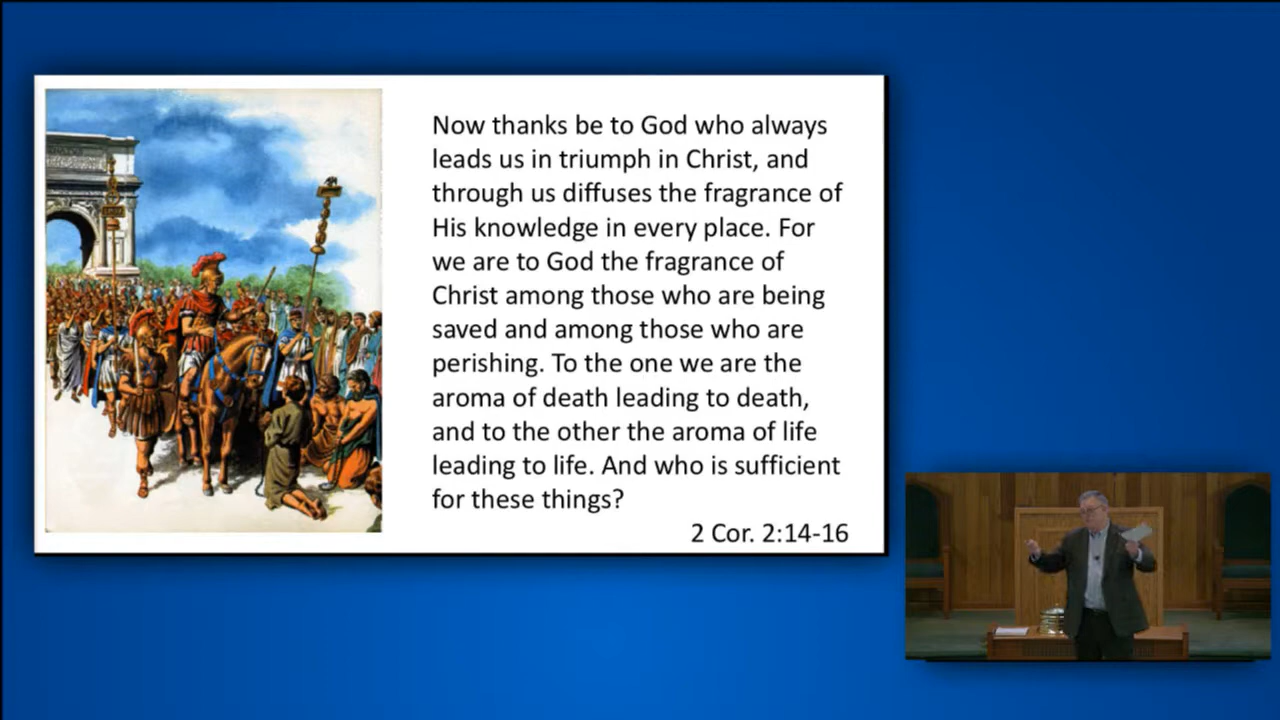 Now thanks be to God who always
leads us in triumph in Christ, and
through us diffuses the fragrance of
His knowledge in every place. For
we are to God the fragrance of
Christ among those who are being
saved and among those who are
perishing. To the one we are the
aroma of death leading to death,
and to the other the aroma of life
leading to life. And who is sufficient
for these things?
2 Cor. 2:14-16